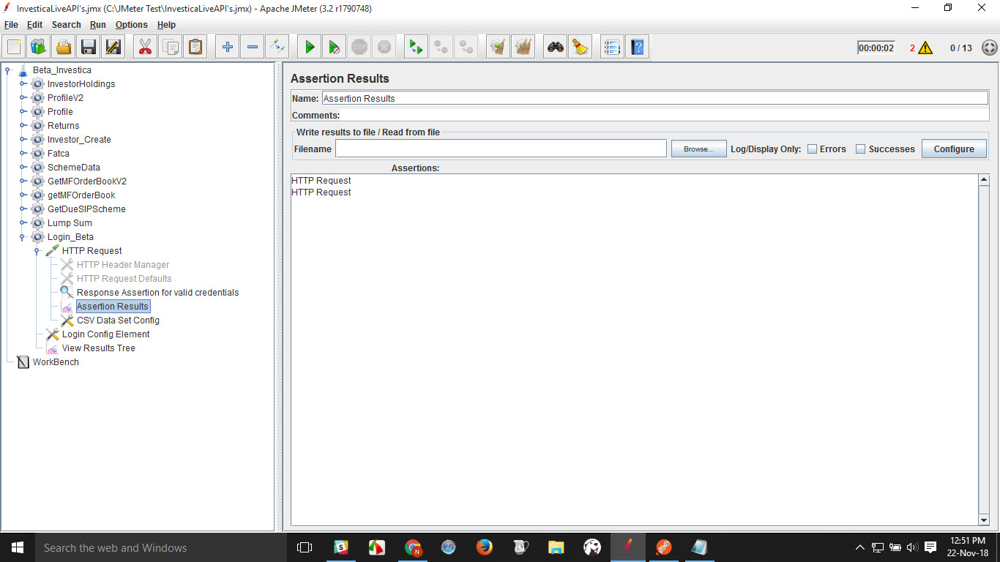 InvesticaLiveAPI's.jmx (C:\JMeter Test\InvesticaLiveAPI's.jmx) - Apache JMeter (3.2 r1790748)
File Edit Search Run Options Help
00:00:02 2 0 / 13
Beta_Investica
InvestorHoldings
ProfileV2
Profile
Returns
Investor_Create
Fatca
SchemeData
GetMFOrderBookV2
getMFOrderBook
GetDueSIPScheme
Lump Sum
Login_Beta
HTTP Request
HTTP Header Manager
HTTP Request Defaults
Response Assertion for valid credentials
Assertion Results
CSV Data Set Config
Login Config Element
View Results Tree
WorkBench
Assertion Results
Name: Assertion Results
Comments:
Write results to file / Read from file
Filename Browse... Log/Display Only: Errors Successes Configure
Assertions:
HTTP Request
HTTP Request
Search the web and Windows
12:51 PM
22-Nov-18